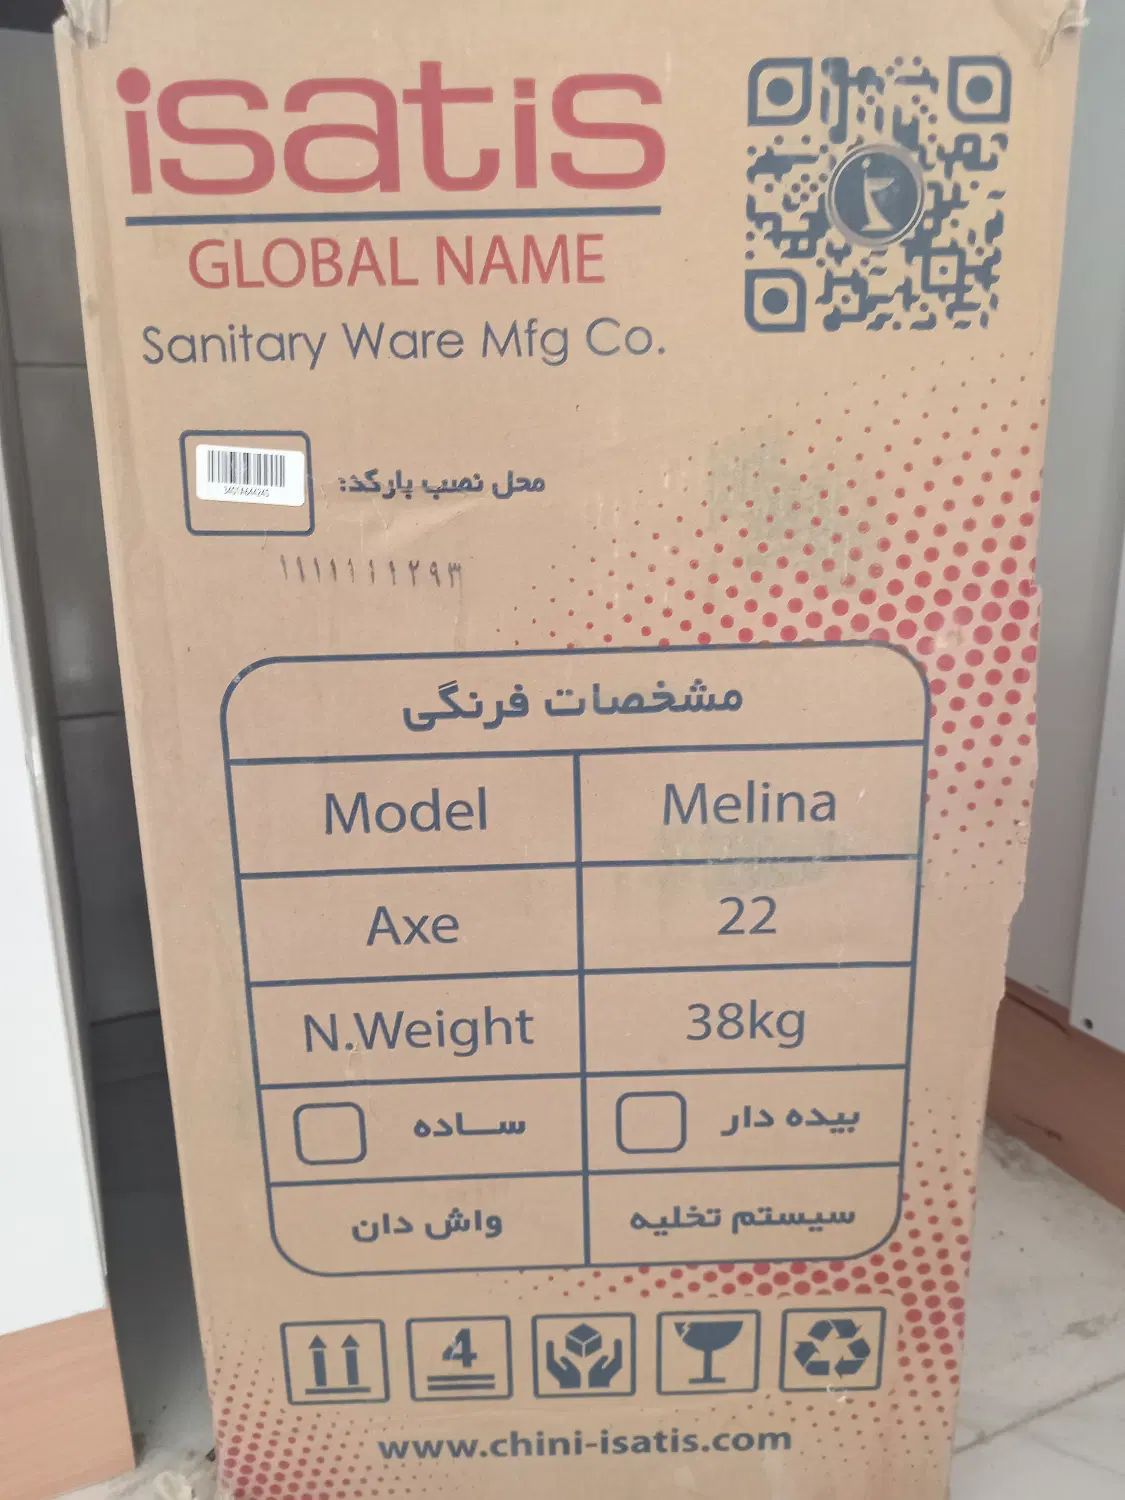 isatis
GLOBAL NAME
Sanitary Ware Mfg Co.
محل نصب بارکد:
۱۱۱۱۱۱۱۲۹۳
مشخصات فرنگی
Model Melina
Axe 22
N.Weight 38kg
ساده بیده دار
واش دان سیستم تخلیه
4
www.chini-isatis.com